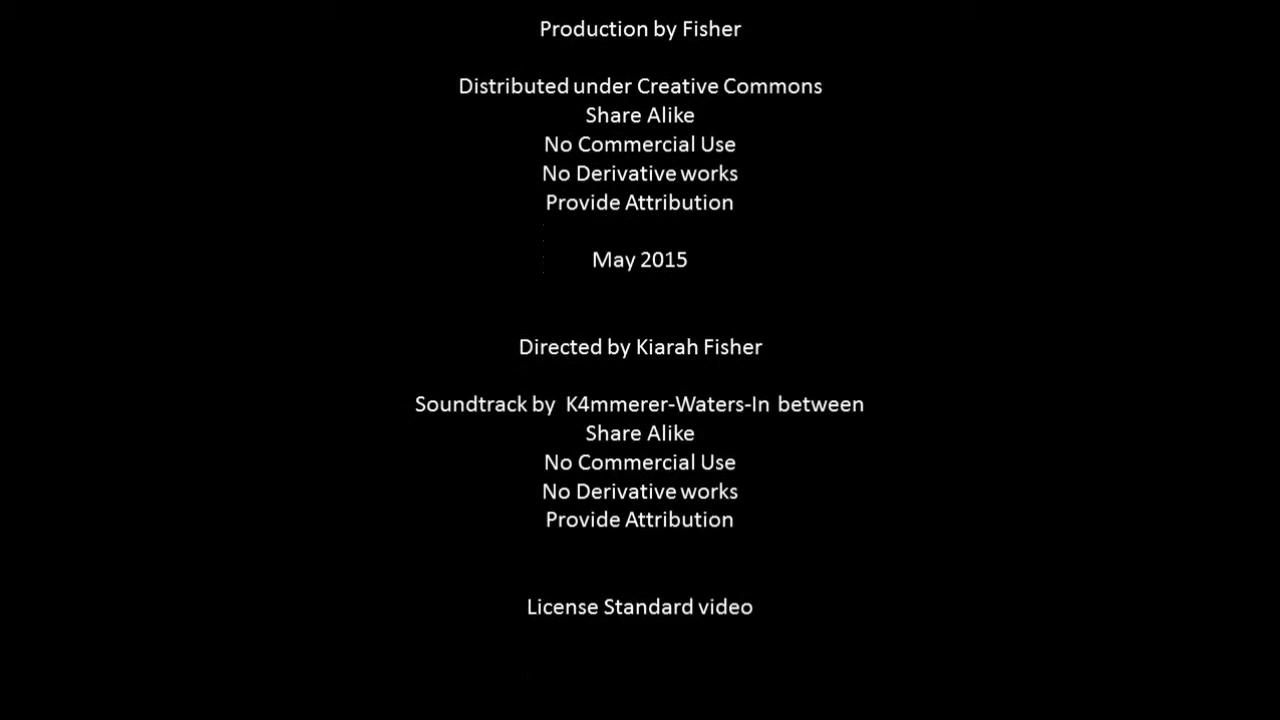 Production by Fisher
Distributed under Creative Commons
Share Alike
No Commercial Use
No Derivative works
Provide Attribution
May 2015
Directed by Kiarah Fisher
Soundtrack by K4mmerer-Waters-In between
Share Alike
No Commercial Use
No Derivative works
Provide Attribution
License Standard video